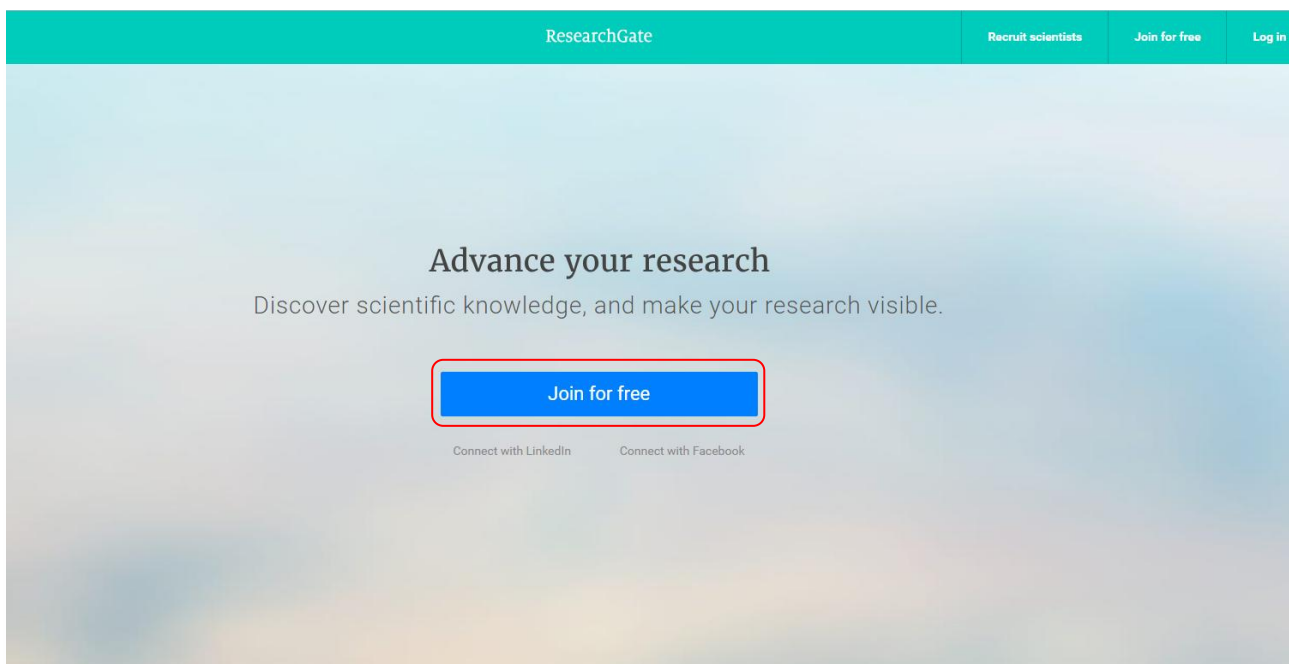 ResearchGate
Recruit scientists
Join for free
Log in
Advance your research
Discover scientific knowledge, and make your research visible.
Join for free
Connect with LinkedIn
Connect with Facebook